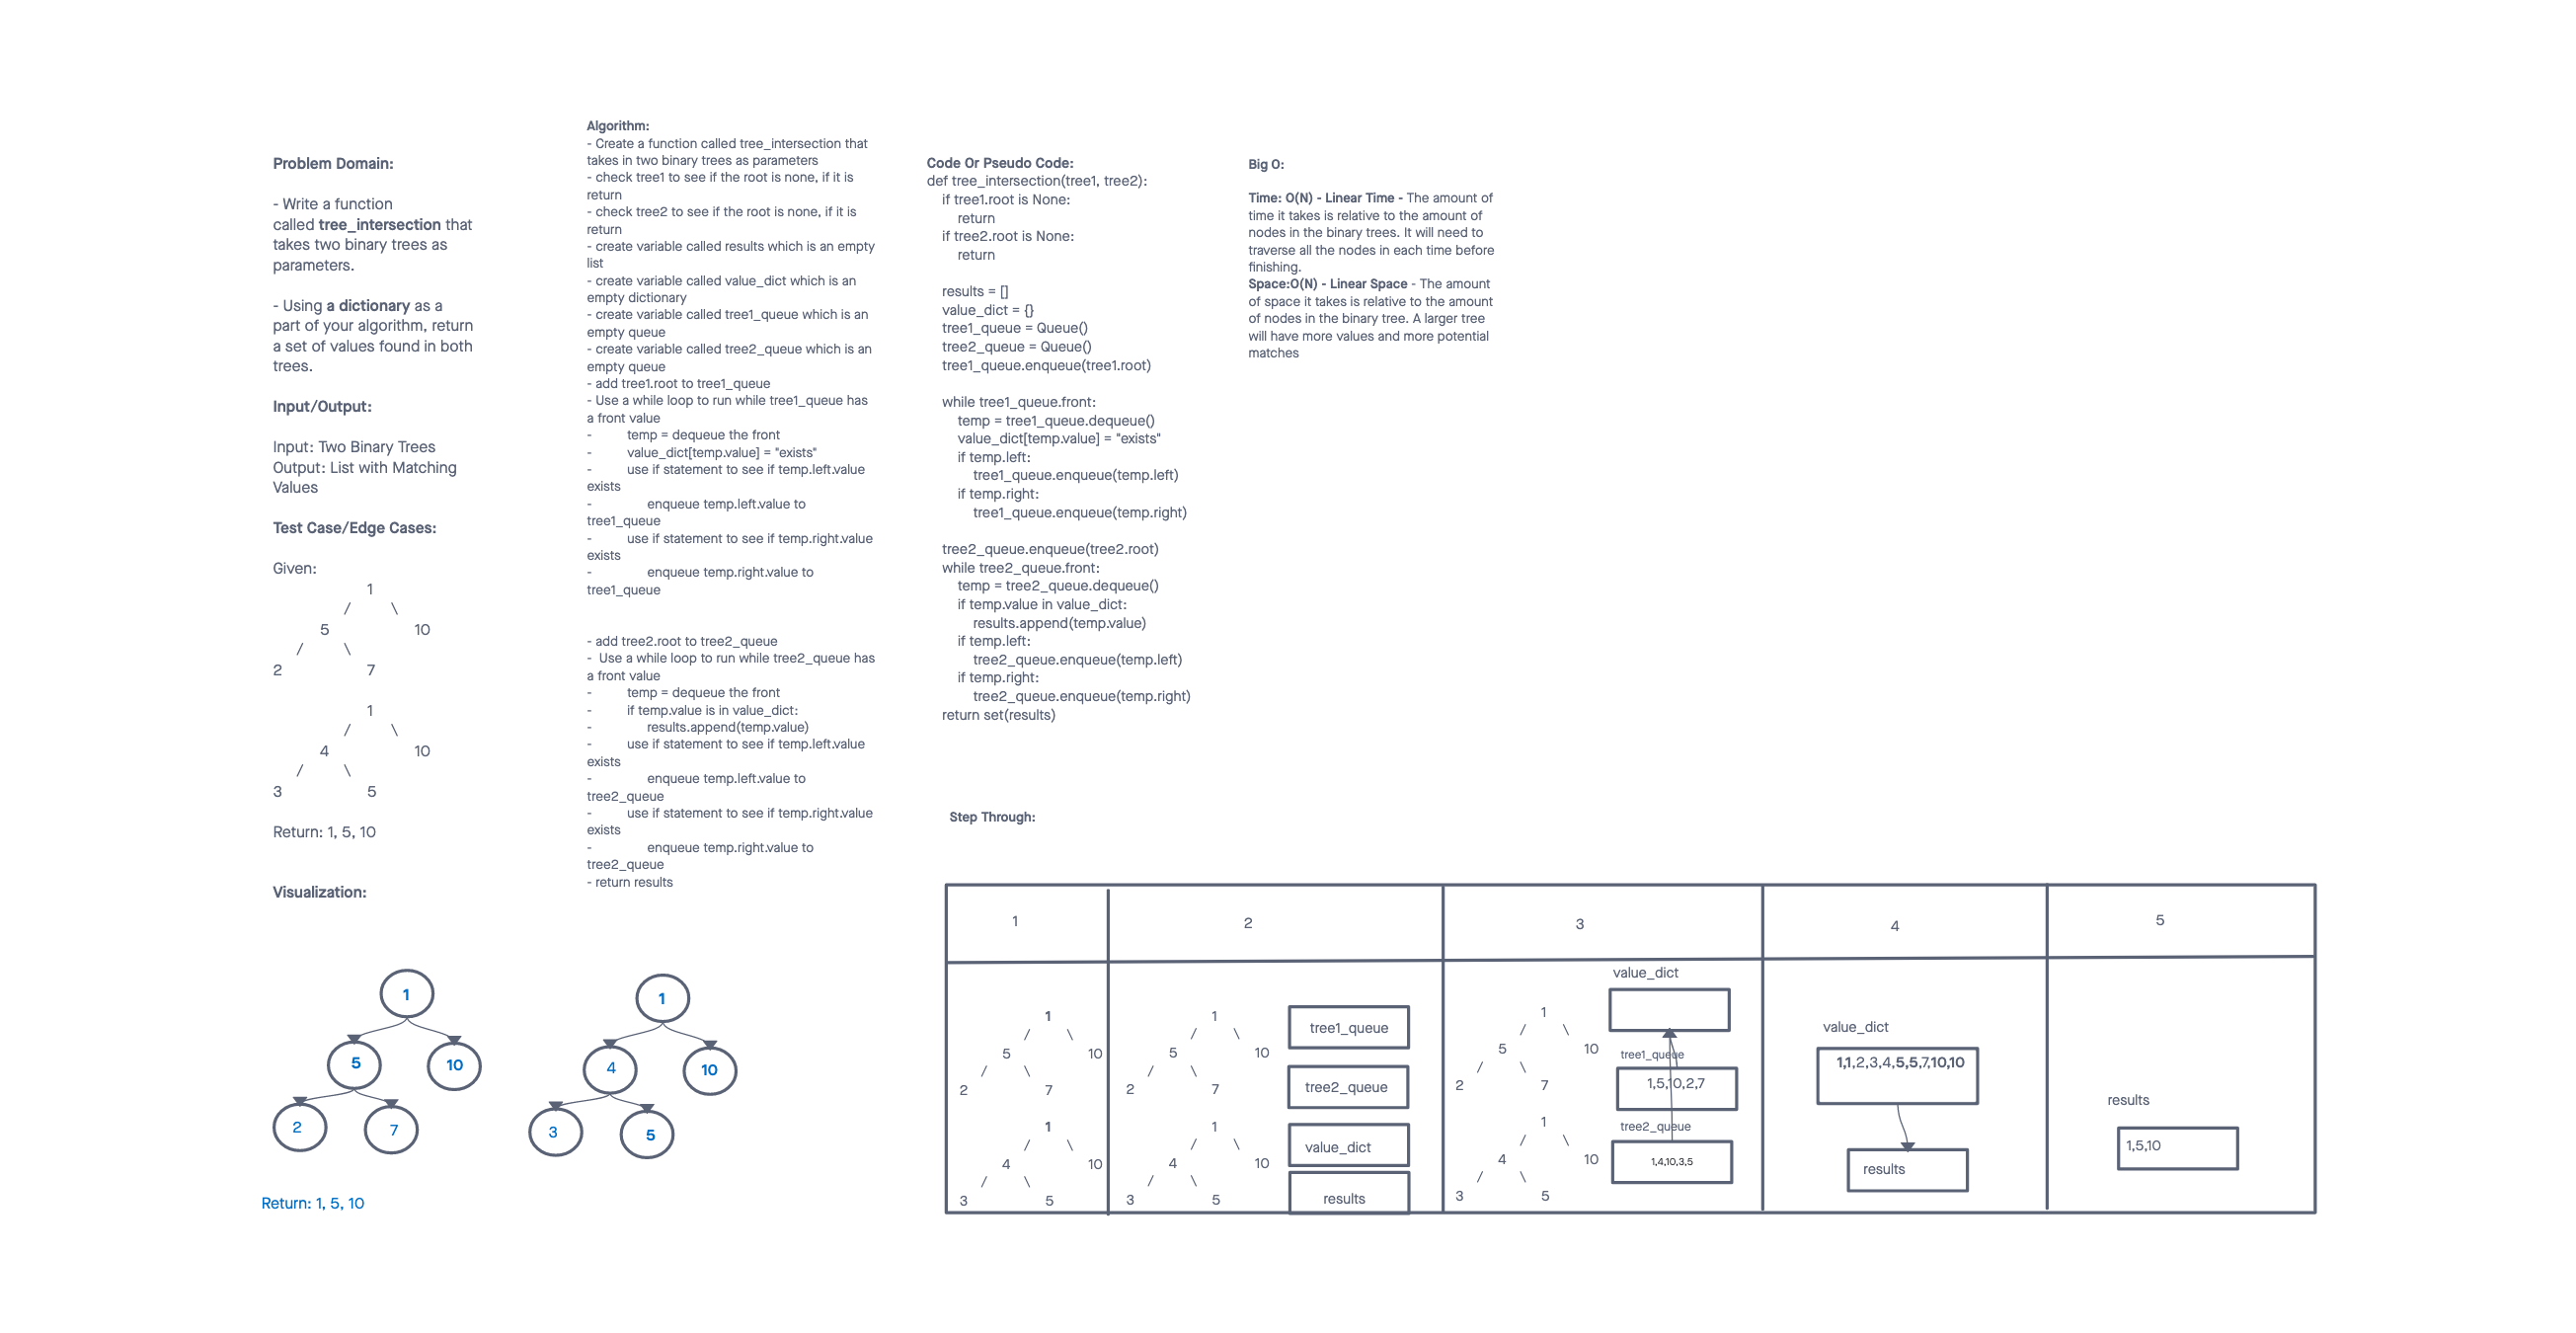 Problem Domain:
- Write a function
called tree_intersection that
takes two binary trees as
parameters.
- Using a dictionary as a
part of your algorithm, return
a set of values found in both
trees.
Input/Output:
Input: Two Binary Trees
Output: List with Matching
Values
Test Case/Edge Cases:
Given:
1
/ \
5 10
/ \
2 7
1
/ \
4 10
/ \
3 5
Return: 1, 5, 10
Visualization:
1
5 10
2 7
1
4 10
3 5
Return: 1, 5, 10
Algorithm:
- Create a function called tree_intersection that
takes in two binary trees as parameters
- check tree1 to see if the root is none, if it is
return
- check tree2 to see if the root is none, if it is
return
- create variable called results which is an empty
list
- create variable called value_dict which is an
empty dictionary
- create variable called tree1_queue which is an
empty queue
- create variable called tree2_queue which is an
empty queue
- add tree1.root to tree1_queue
- Use a while loop to run while tree1_queue has
a front value
- temp = dequeue the front
- value_dict[temp.value] = "exists"
- use if statement to see if temp.left.value
exists
- enqueue temp.left.value to
tree1_queue
- use if statement to see if temp.right.value
exists
- enqueue temp.right.value to
tree1_queue
- add tree2.root to tree2_queue
- Use a while loop to run while tree2_queue has
a front value
- temp = dequeue the front
- if temp.value is in value_dict:
- results.append(temp.value)
- use if statement to see if temp.left.value
exists
- enqueue temp.left.value to
tree2_queue
- use if statement to see if temp.right.value
exists
- enqueue temp.right.value to
tree2_queue
- return results
Code Or Pseudo Code:
def tree_intersection(tree1, tree2):
if tree1.root is None:
return
if tree2.root is None:
return
results = []
value_dict = {}
tree1_queue = Queue()
tree2_queue = Queue()
tree1_queue.enqueue(tree1.root)
while tree1_queue.front:
temp = tree1_queue.dequeue()
value_dict[temp.value] = "exists"
if temp.left:
tree1_queue.enqueue(temp.left)
if temp.right:
tree1_queue.enqueue(temp.right)
tree2_queue.enqueue(tree2.root)
while tree2_queue.front:
temp = tree2_queue.dequeue()
if temp.value in value_dict:
results.append(temp.value)
if temp.left:
tree2_queue.enqueue(temp.left)
if temp.right:
tree2_queue.enqueue(temp.right)
return set(results)
Big O:
Time: O(N) - Linear Time - The amount of
time it takes is relative to the amount of
nodes in the binary trees. It will need to
traverse all the nodes in each time before
finishing.
Space:O(N) - Linear Space - The amount
of space it takes is relative to the amount
of nodes in the binary tree. A larger tree
will have more values and more potential
matches
Step Through:
1
2
3
4
5
1
/ \
5 10
/ \
2 7
1
/ \
4 10
/ \
3 5
1
/ \
5 10
/ \
2 7
1
/ \
4 10
/ \
3 5
tree1_queue
tree2_queue
value_dict
results
1
/ \
5 10
/ \
2 7
1
/ \
4 10
/ \
3 5
value_dict
tree1_queue
1,5,10,2,7
tree2_queue
1,4,10,3,5
value_dict
1,1,2,3,4,5,5,7,10,10
results
results
1,5,10